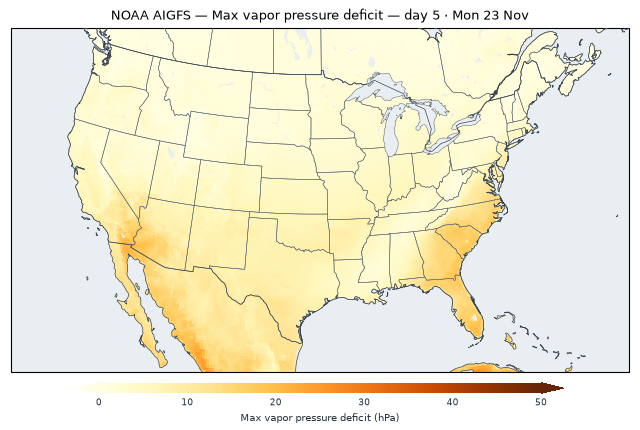 NOAA AIGFS — Max vapor pressure deficit — day 5 · Mon 23 Nov
0 10 20 30 40 50
Max vapor pressure deficit (hPa)